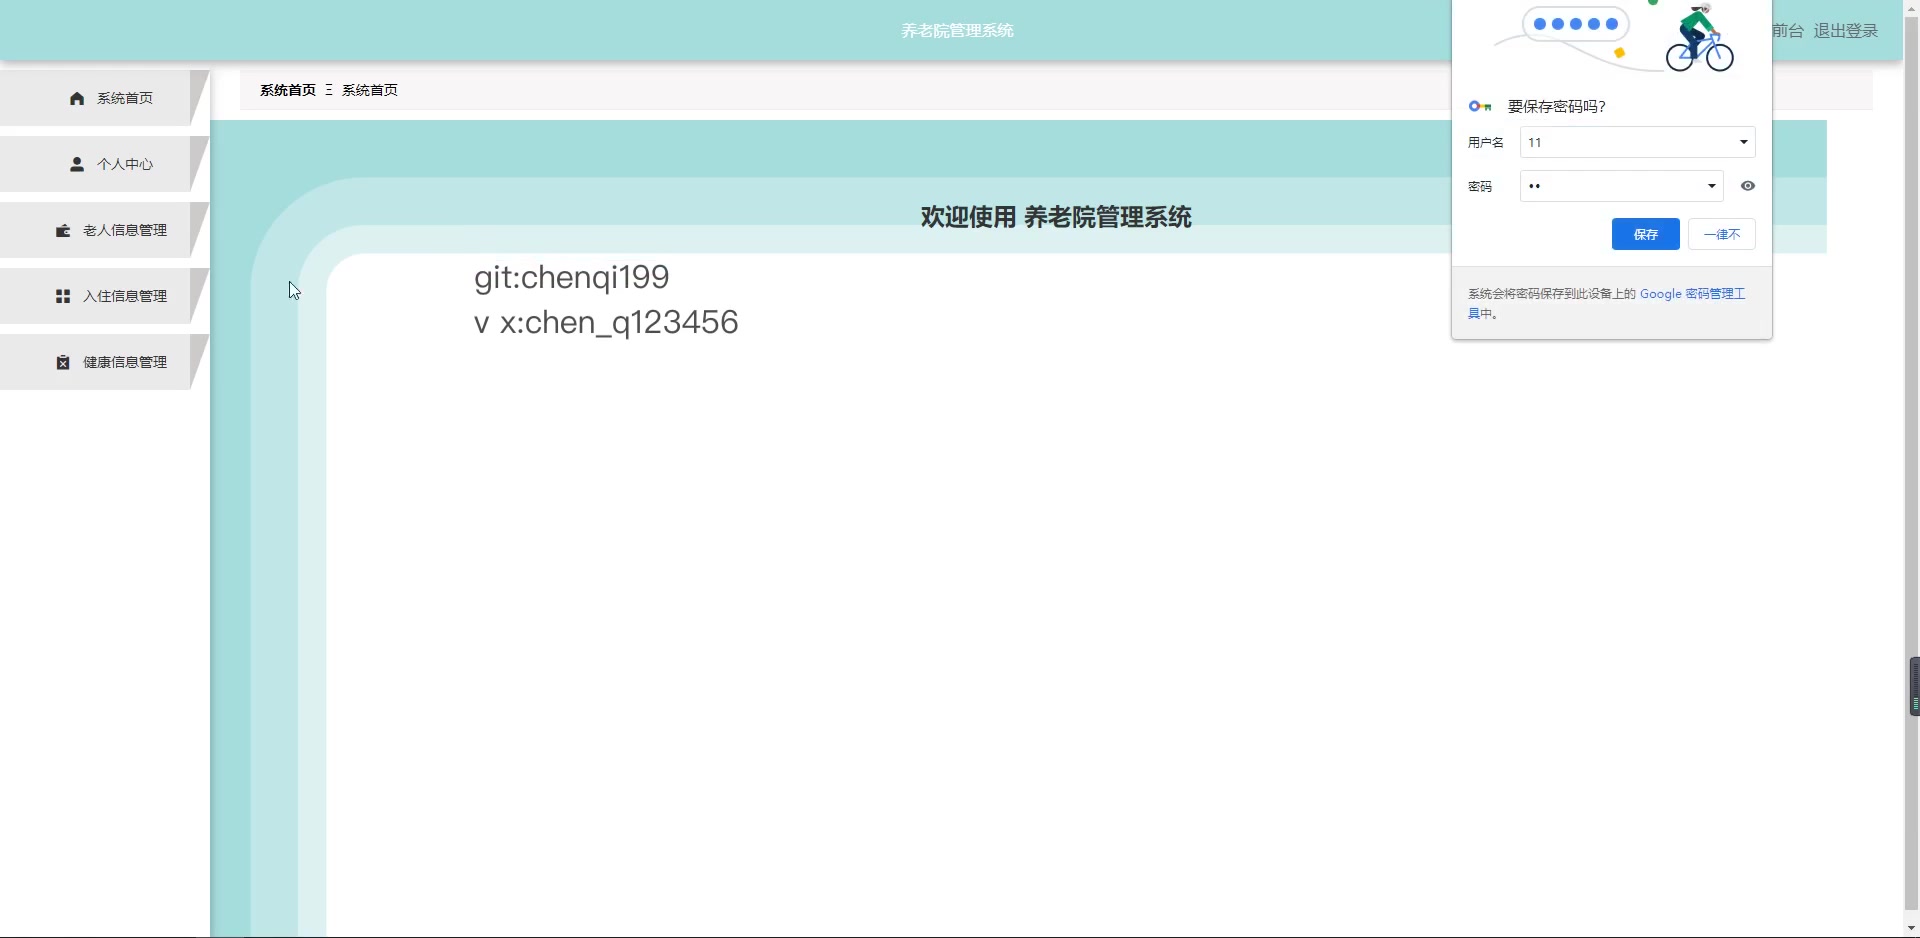 养老院管理系统
前台 退出登录
系统首页
个人中心
老人信息管理
入住信息管理
健康信息管理
系统首页 Ξ 系统首页
欢迎使用 养老院管理系统
git:chenqi199
v x:chen_q123456
要保存密码吗?
用户名 11
密码 ••
保存 一律不
系统会将密码保存到此设备上的 Google 密码管理工
具中。